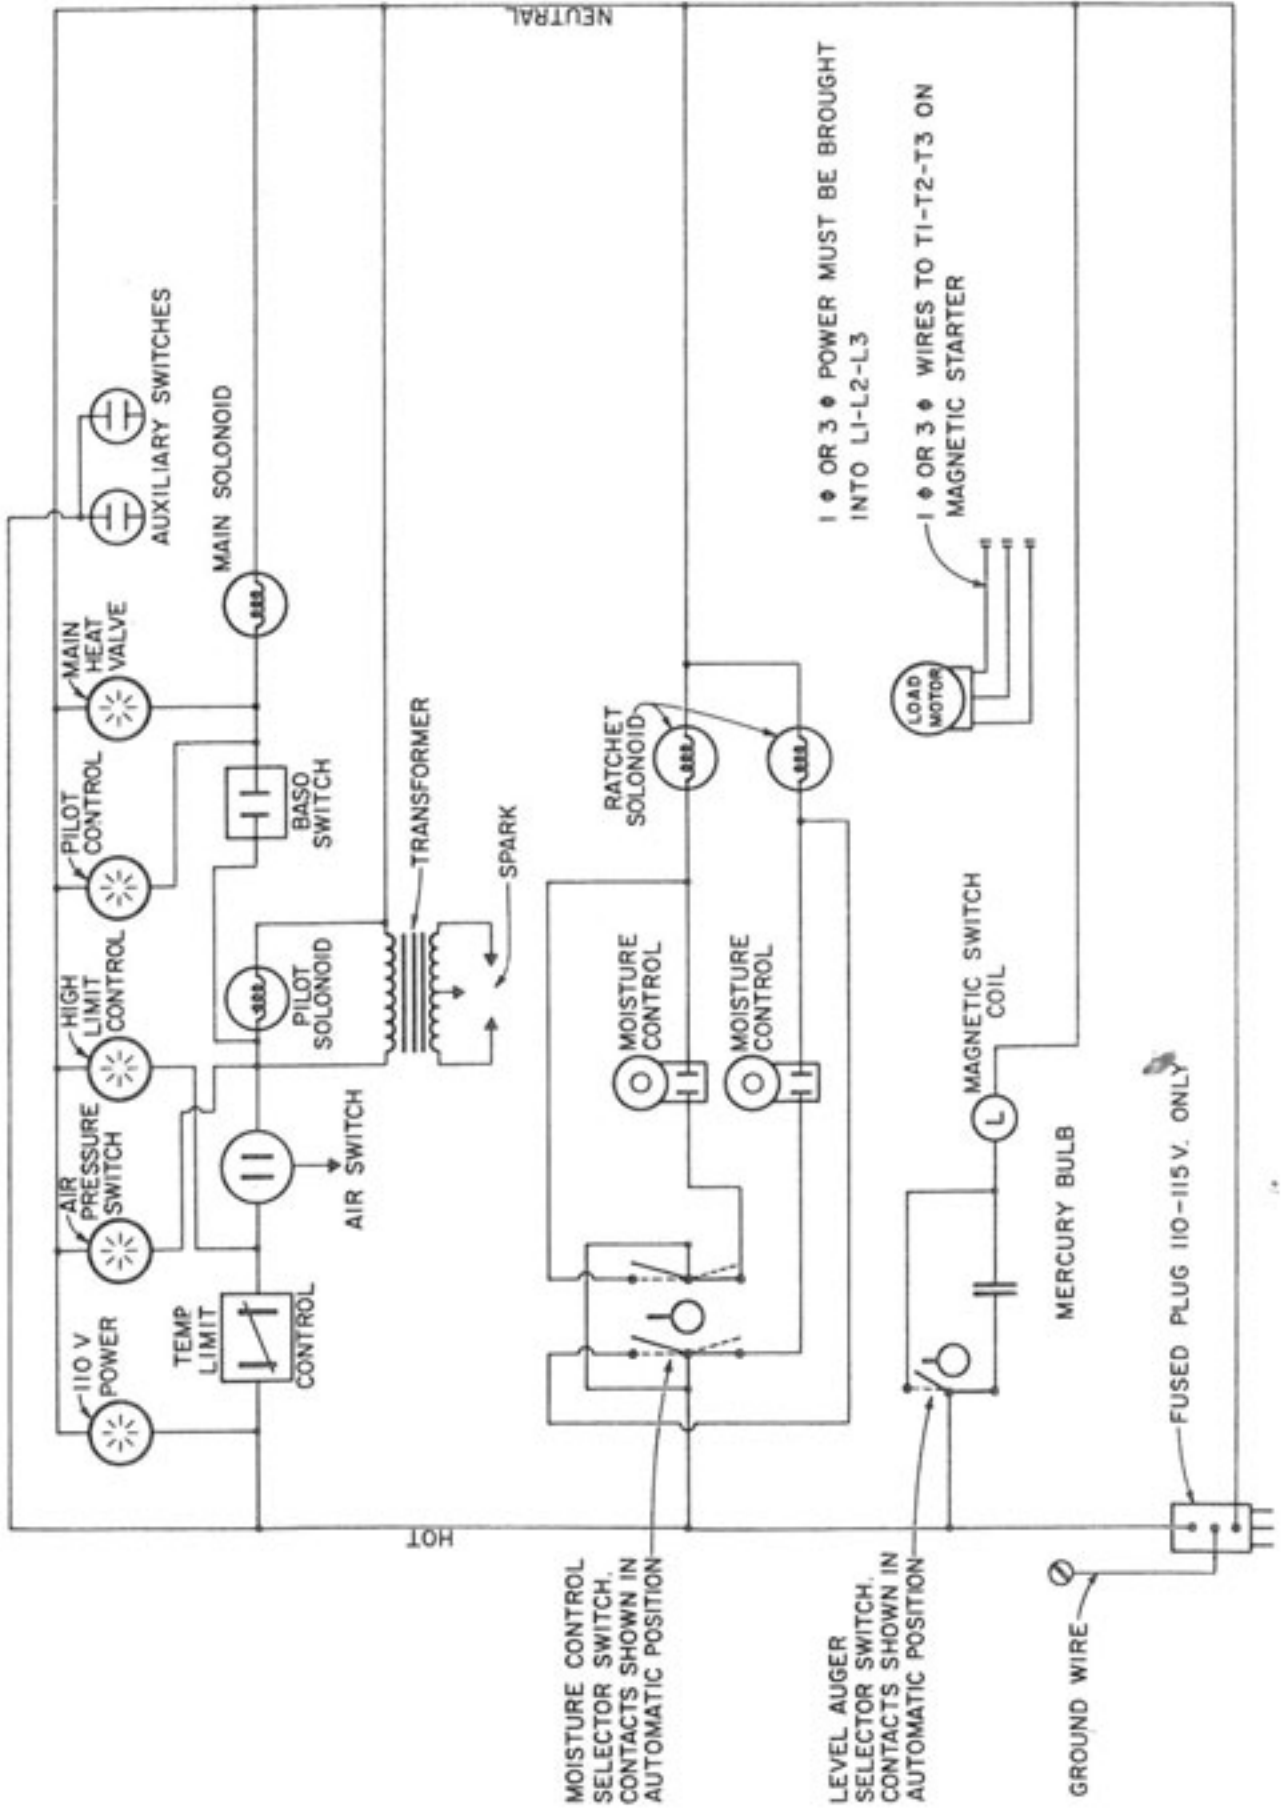 NEUTRAL
AUXILIARY SWITCHES
MAIN
HEAT
VALVE
MAIN SOLONOID
PILOT
CONTROL
BASO
SWITCH
HIGH
LIMIT
CONTROL
PILOT
SOLONOID
TRANSFORMER
SPARK
AIR
PRESSURE
SWITCH
AIR SWITCH
110 V
POWER
TEMP
LIMIT
CONTROL
HOT
RATCHET
SOLONOID
MOISTURE
CONTROL
MOISTURE
CONTROL
MOISTURE CONTROL
SELECTOR SWITCH.
CONTACTS SHOWN IN
AUTOMATIC POSITION
1 Φ OR 3 Φ POWER MUST BE BROUGHT
INTO L1-L2-L3
1 Φ OR 3 Φ WIRES TO T1-T2-T3 ON
MAGNETIC STARTER
LOAD
MOTOR
MAGNETIC SWITCH
COIL
L
MERCURY BULB
LEVEL AUGER
SELECTOR SWITCH.
CONTACTS SHOWN IN
AUTOMATIC POSITION
FUSED PLUG 110-115 V. ONLY
GROUND WIRE